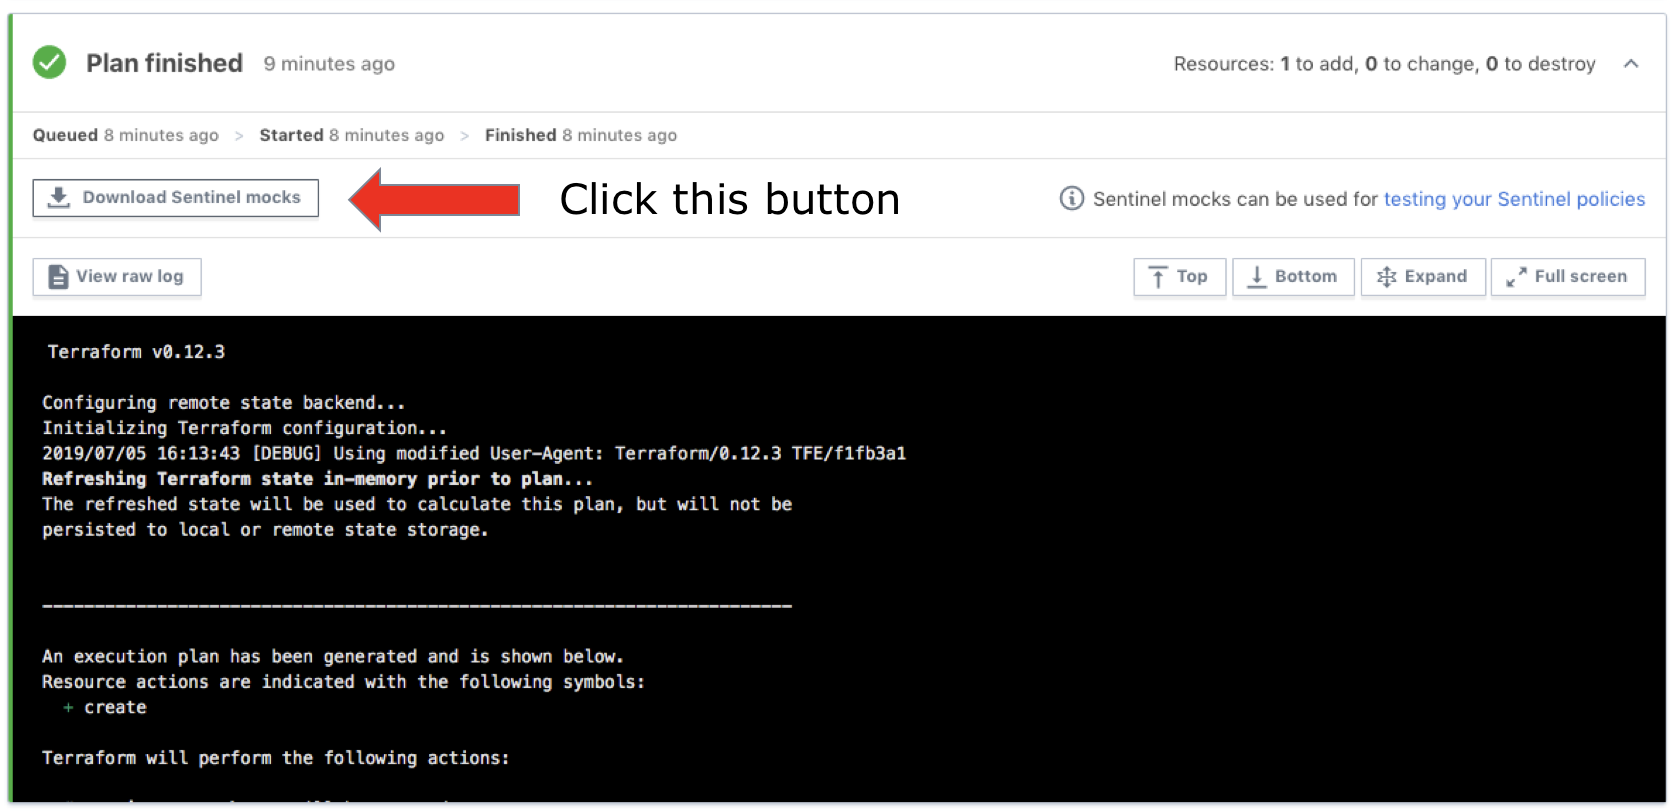 Plan finished 9 minutes ago Resources: 1 to add, 0 to change, 0 to destroy
Queued 8 minutes ago > Started 8 minutes ago > Finished 8 minutes ago
Download Sentinel mocks Click this button Sentinel mocks can be used for testing your Sentinel policies
View raw log Top Bottom Expand Full screen
Terraform v0.12.3
Configuring remote state backend...
Initializing Terraform configuration...
2019/07/05 16:13:43 [DEBUG] Using modified User-Agent: Terraform/0.12.3 TFE/f1fb3a1
Refreshing Terraform state in-memory prior to plan...
The refreshed state will be used to calculate this plan, but will not be
persisted to local or remote state storage.
------------------------------------------------------------------------
An execution plan has been generated and is shown below.
Resource actions are indicated with the following symbols:
+ create
Terraform will perform the following actions: